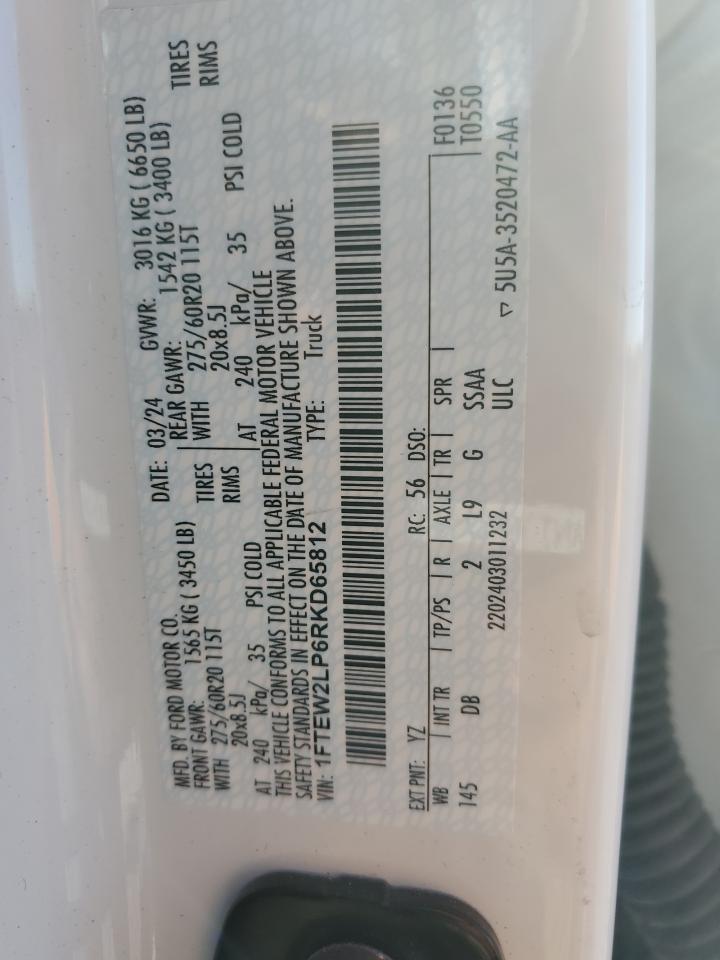 MFD. BY FORD MOTOR CO.
DATE: 03/24 GVWR: 3016 KG ( 6650 LB)
FRONT GAWR: 1565 KG ( 3450 LB) REAR GAWR: 1542 KG ( 3400 LB)
WITH 275/60R20 115T TIRES WITH 275/60R20 115T TIRES
20x8.5J RIMS 20x8.5J RIMS
AT 240 kPa/ 35 PSI COLD AT 240 kPa/ 35 PSI COLD
THIS VEHICLE CONFORMS TO ALL APPLICABLE FEDERAL MOTOR VEHICLE
SAFETY STANDARDS IN EFFECT ON THE DATE OF MANUFACTURE SHOWN ABOVE.
VIN: 1FTEW2LP6RKD65812 TYPE: Truck
EXT PNT: YZ RC: 56 DSO: F0136
WB INT TR TP/PS R AXLE TR SPR T0550
145 DB 2 L9 G SSAA
2202403011232 ULC ▽ 5U5A-3520472-AA